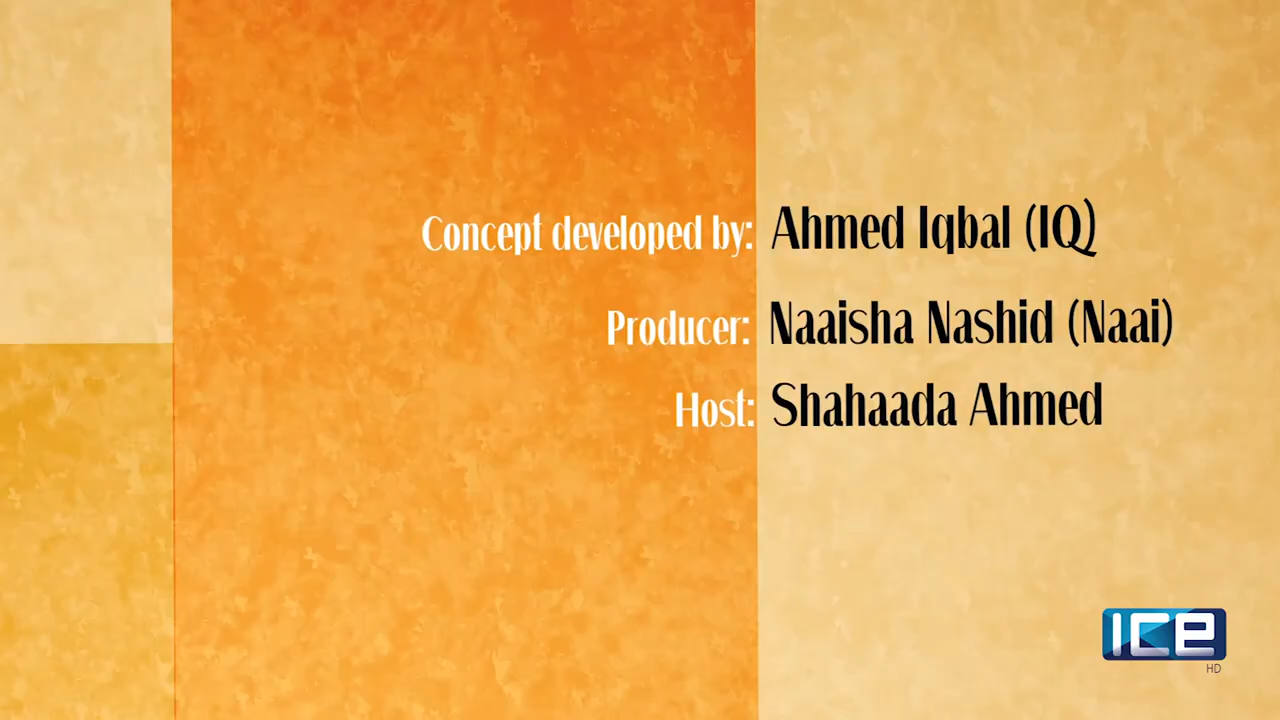 Concept developed by: Ahmed Iqbal (IQ)
Producer: Naaisha Nashid (Naai)
Host: Shahaada Ahmed
ICE
HD